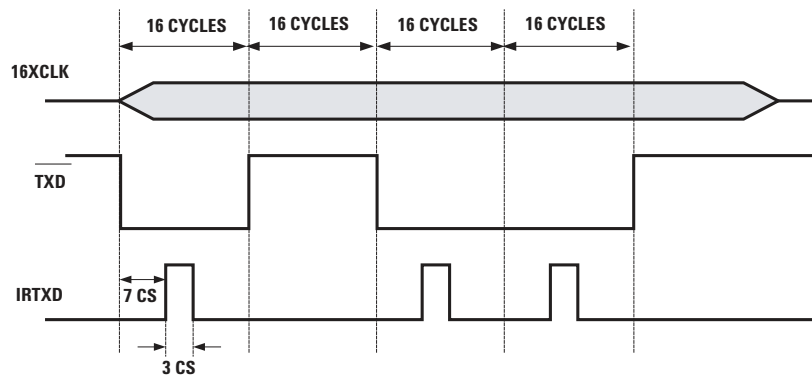 16 CYCLES 16 CYCLES 16 CYCLES 16 CYCLES
16XCLK
TXD
IRTXD
7 CS
3 CS